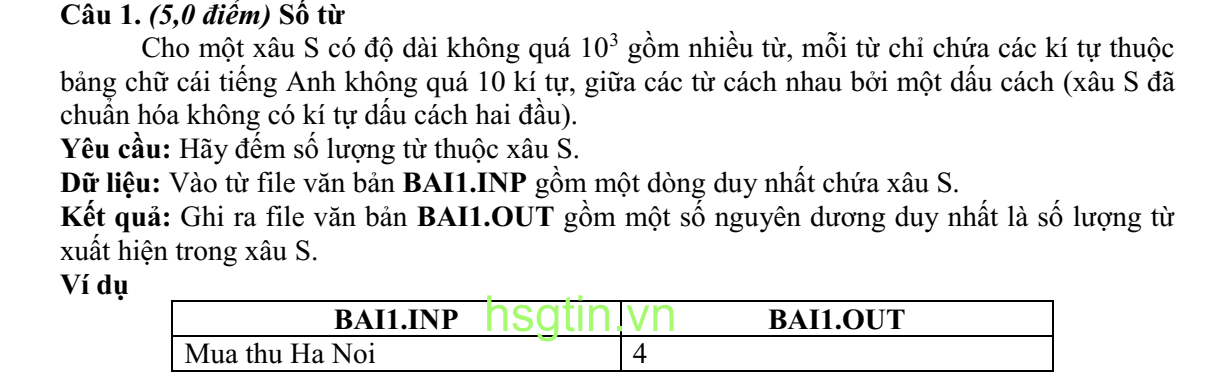 Câu 1. (5,0 điểm) Số từ
Cho một xâu S có độ dài không quá 10³ gồm nhiều từ, mỗi từ chỉ chứa các kí tự thuộc
bảng chữ cái tiếng Anh không quá 10 kí tự, giữa các từ cách nhau bởi một dấu cách (xâu S đã
chuẩn hóa không có kí tự dấu cách hai đầu).
Yêu cầu: Hãy đếm số lượng từ thuộc xâu S.
Dữ liệu: Vào từ file văn bản BAI1.INP gồm một dòng duy nhất chứa xâu S.
Kết quả: Ghi ra file văn bản BAI1.OUT gồm một số nguyên dương duy nhất là số lượng từ
xuất hiện trong xâu S.
Ví dụ
hsgtin.vn
BAI1.INP BAI1.OUT
Mua thu Ha Noi 4